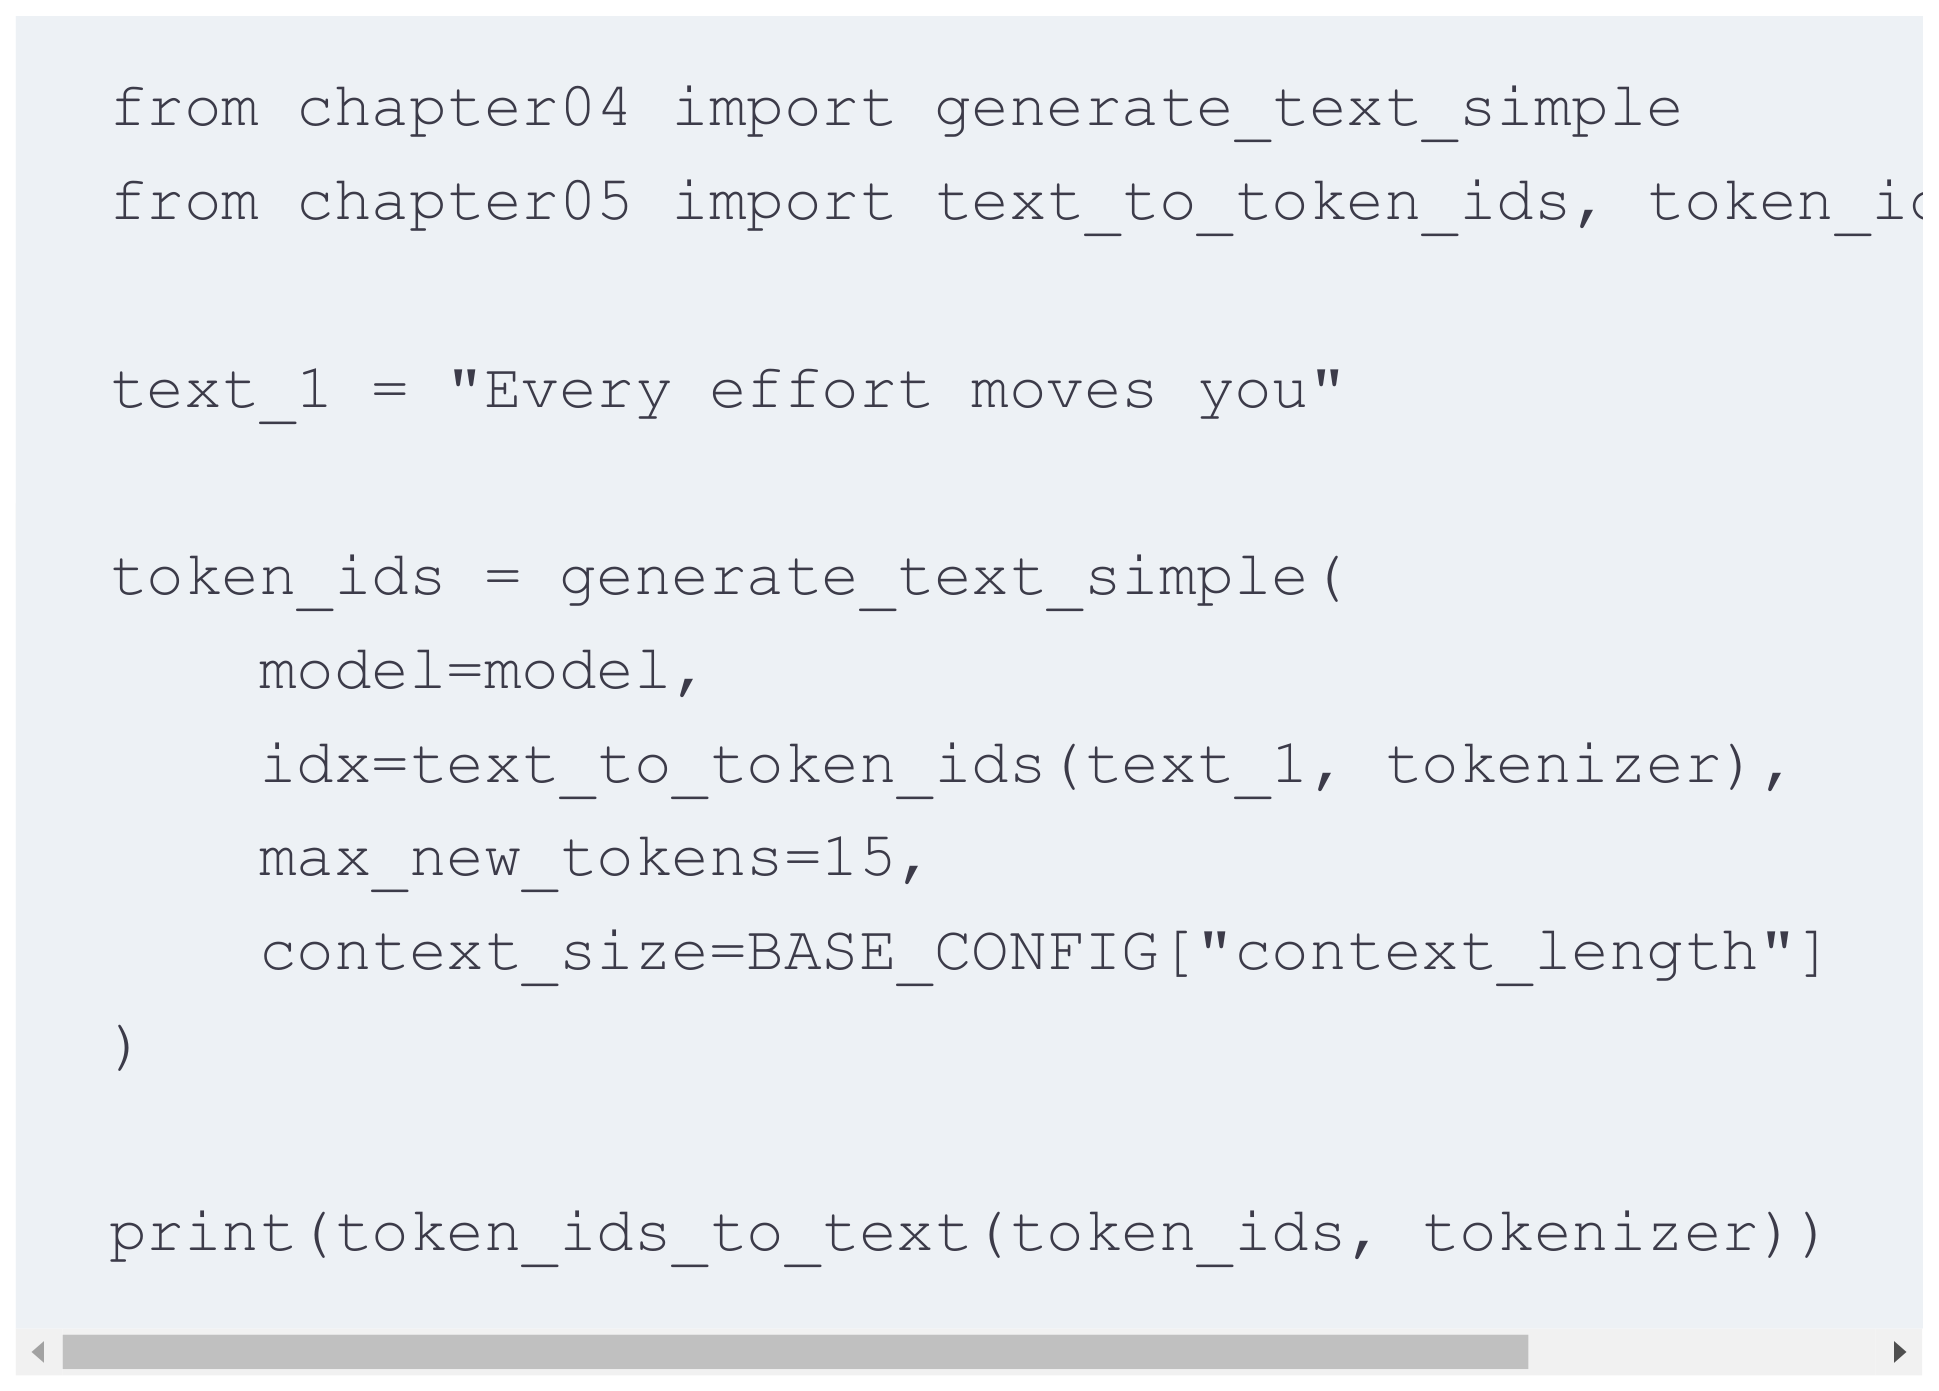 from chapter04 import generate_text_simple
from chapter05 import text_to_token_ids,
text_1 = "Every effort moves you"
token_ids = generate_text_simple(
    model=model,
    idx=text_to_token_ids(text_1, tokenizer),
    max_new_tokens=15,
    context_size=BASE_CONFIG["context_length"]
)
print(token_ids_to_text(token_ids, tokenizer))